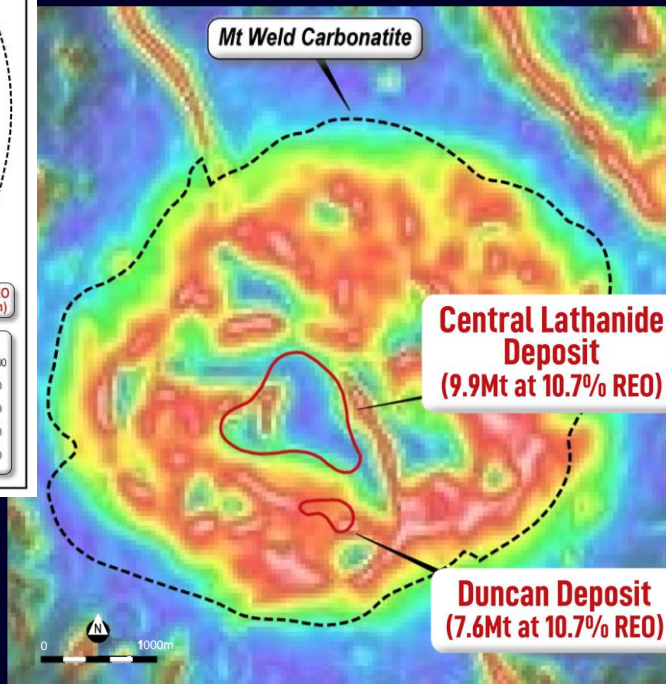 Mt Weld Carbonatite
Central Lathanide
Deposit
(9.9Mt at 10.7% REO)
Duncan Deposit
(7.6Mt at 10.7% REO)
N
0 1000m